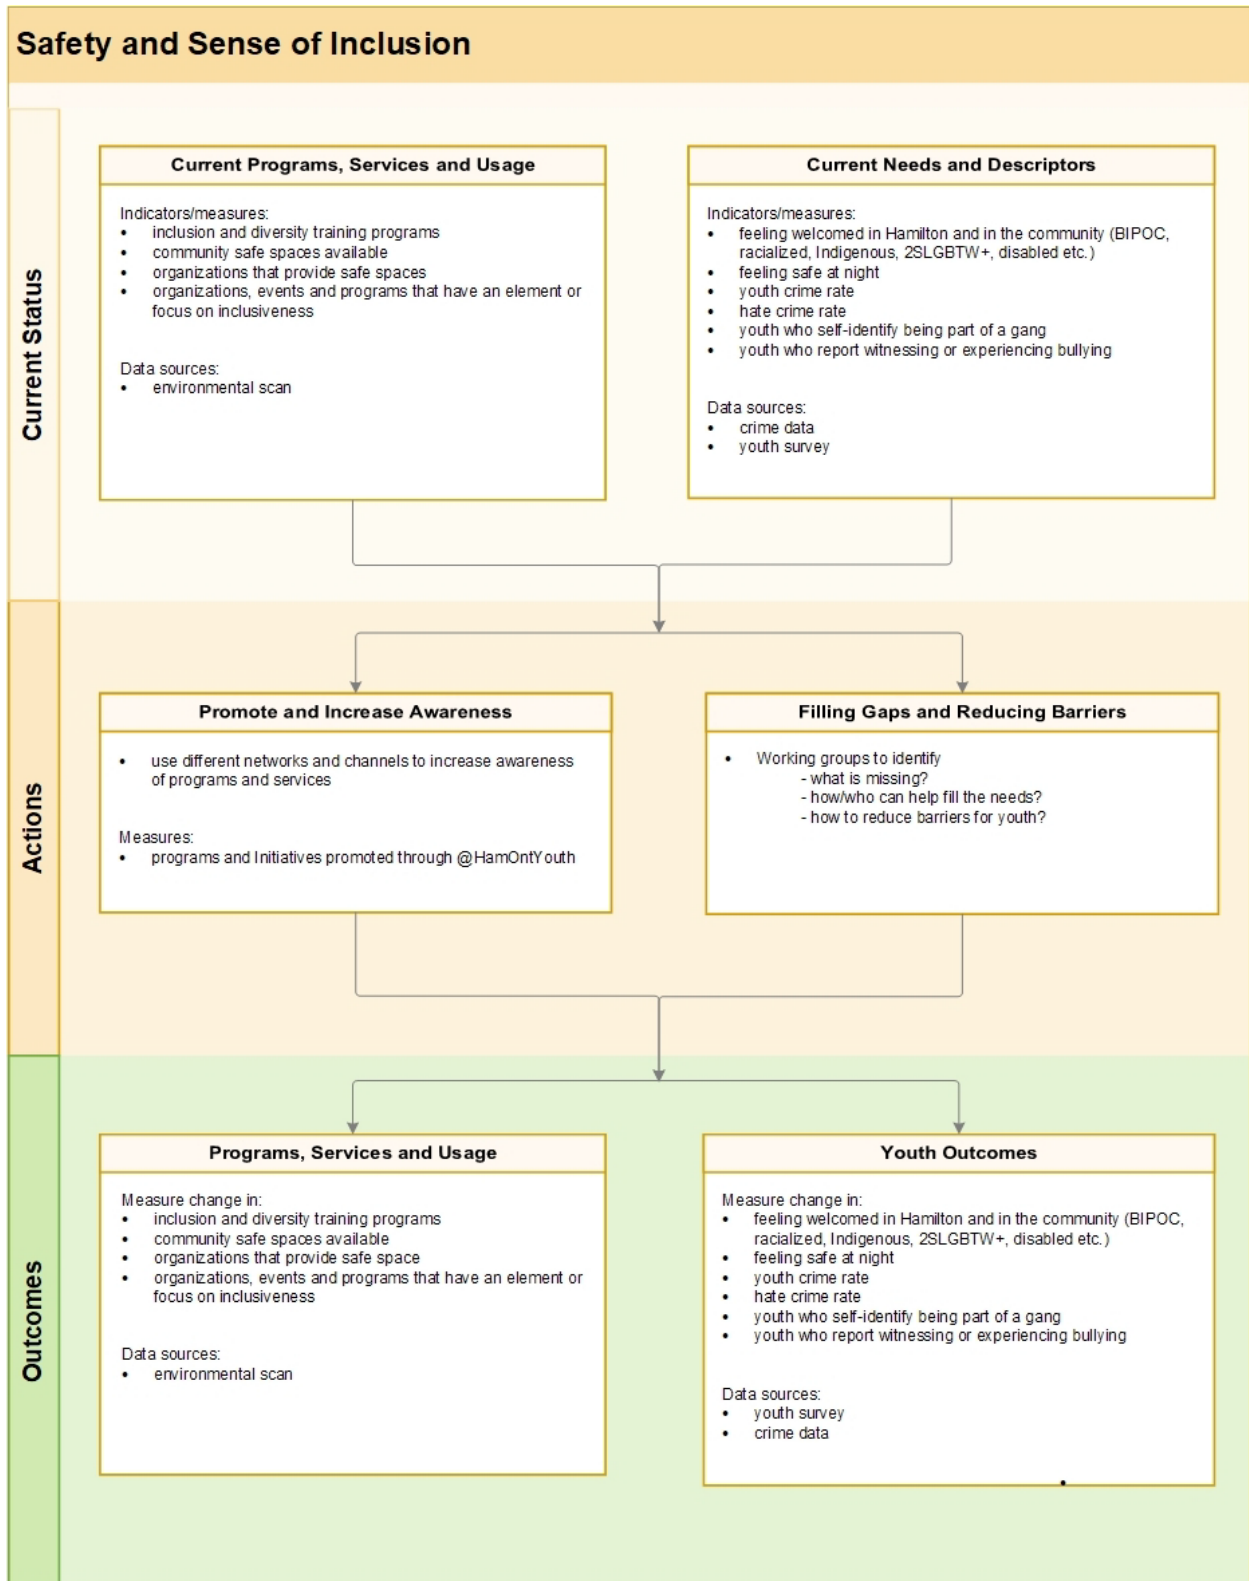 Safety and Sense of Inclusion
Current Status
Current Programs, Services and Usage
Indicators/measures:
• inclusion and diversity training programs
• community safe spaces available
• organizations that provide safe spaces
• organizations, events and programs that have an element or
focus on inclusiveness
Data sources:
• environmental scan
Current Needs and Descriptors
Indicators/measures:
• feeling welcomed in Hamilton and in the community (BIPOC,
racialized, Indigenous, 2SLGBTW+, disabled etc.)
• feeling safe at night
• youth crime rate
• hate crime rate
• youth who self-identify being part of a gang
• youth who report witnessing or experiencing bullying
Data sources:
• crime data
• youth survey
Actions
Promote and Increase Awareness
• use different networks and channels to increase awareness
of programs and services
Measures:
• programs and Initiatives promoted through @HamOntYouth
Filling Gaps and Reducing Barriers
• Working groups to identify
- what is missing?
- how/who can help fill the needs?
- how to reduce barriers for youth?
Outcomes
Programs, Services and Usage
Measure change in:
• inclusion and diversity training programs
• community safe spaces available
• organizations that provide safe space
• organizations, events and programs that have an element or
focus on inclusiveness
Data sources:
• environmental scan
Youth Outcomes
Measure change in:
• feeling welcomed in Hamilton and in the community (BIPOC,
racialized, Indigenous, 2SLGBTW+, disabled etc.)
• feeling safe at night
• youth crime rate
• hate crime rate
• youth who self-identify being part of a gang
• youth who report witnessing or experiencing bullying
Data sources:
• youth survey
• crime data